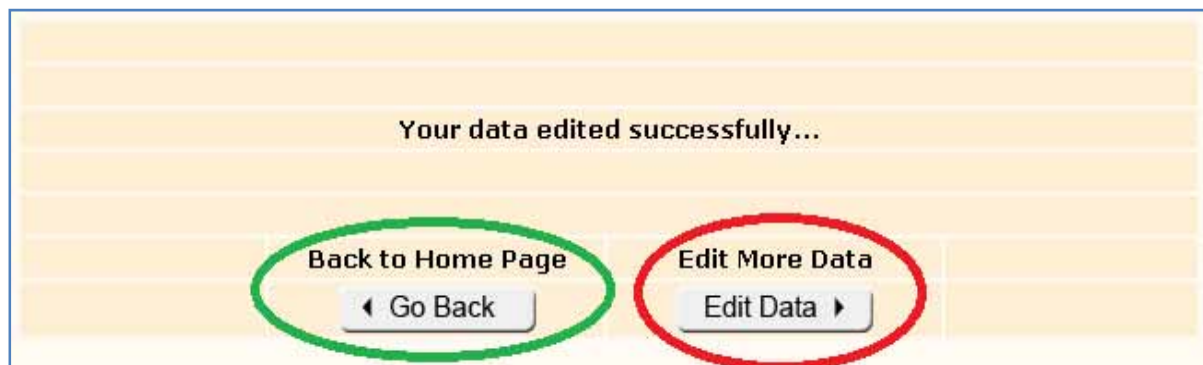 Your data edited successfully...
Back to Home Page Edit More Data
Go Back Edit Data